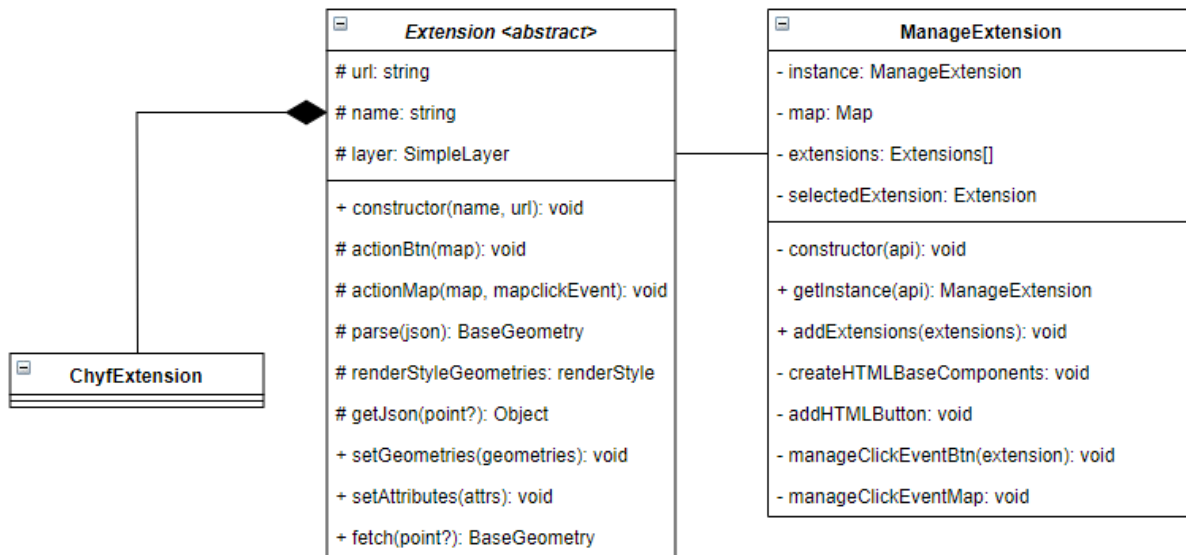 Extension <abstract>
# url: string
# name: string
# layer: SimpleLayer
+ constructor(name, url): void
# actionBtn(map): void
# actionMap(map, mapclickEvent): void
# parse(json): BaseGeometry
# renderStyleGeometries: renderStyle
# getJson(point?): Object
+ setGeometries(geometries): void
+ setAttributes(attrs): void
+ fetch(point?): BaseGeometry
ManageExtension
- instance: ManageExtension
- map: Map
- extensions: Extensions[]
- selectedExtension: Extension
- constructor(api): void
+ getInstance(api): ManageExtension
+ addExtensions(extensions): void
- createHTMLBaseComponents: void
- addHTMLButton: void
- manageClickEventBtn(extension): void
- manageClickEventMap: void
ChyfExtension